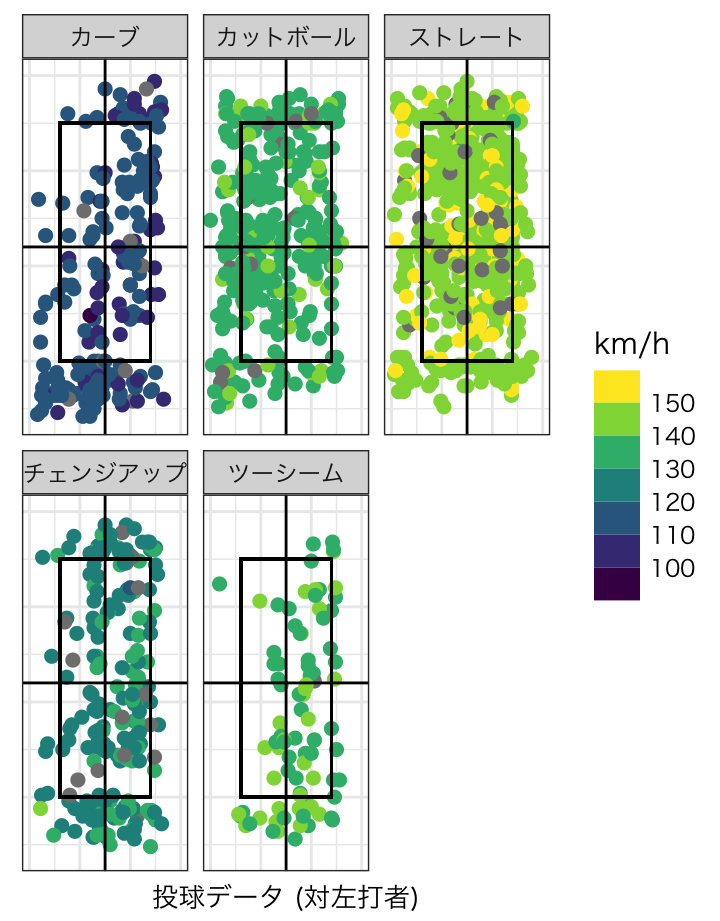 カーブ
カットボール
ストレート
km/h
150
140
130
120
110
100
チェンジアップ
ツーシーム
投球データ (対左打者)